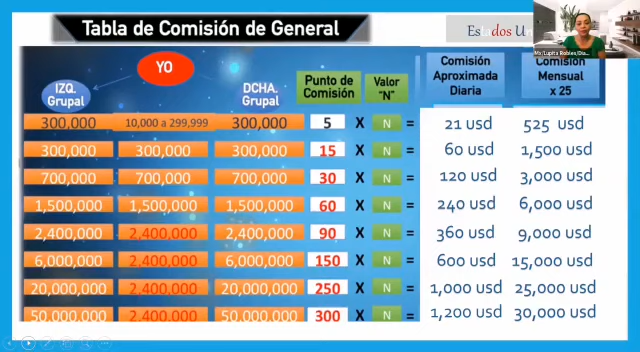 Tabla de Comisión de General
Estados U
YO
IZQ. Grupal
DCHA. Grupal
Punto de Comisión
Valor "N"
Comisión Aproximada Diaria
Comisión Mensual x 25
300,000 10,000 a 299,999 300,000 5 X N = 21 usd 525 usd
300,000 300,000 300,000 15 X N = 60 usd 1,500 usd
700,000 700,000 700,000 30 X N = 120 usd 3,000 usd
1,500,000 1,500,000 1,500,000 60 X N = 240 usd 6,000 usd
2,400,000 2,400,000 2,400,000 90 X N = 360 usd 9,000 usd
6,000,000 2,400,000 6,000,000 150 X N = 600 usd 15,000 usd
20,000,000 2,400,000 20,000,000 250 X N = 1,000 usd 25,000 usd
50,000,000 2,400,000 50,000,000 300 X N = 1,200 usd 30,000 usd